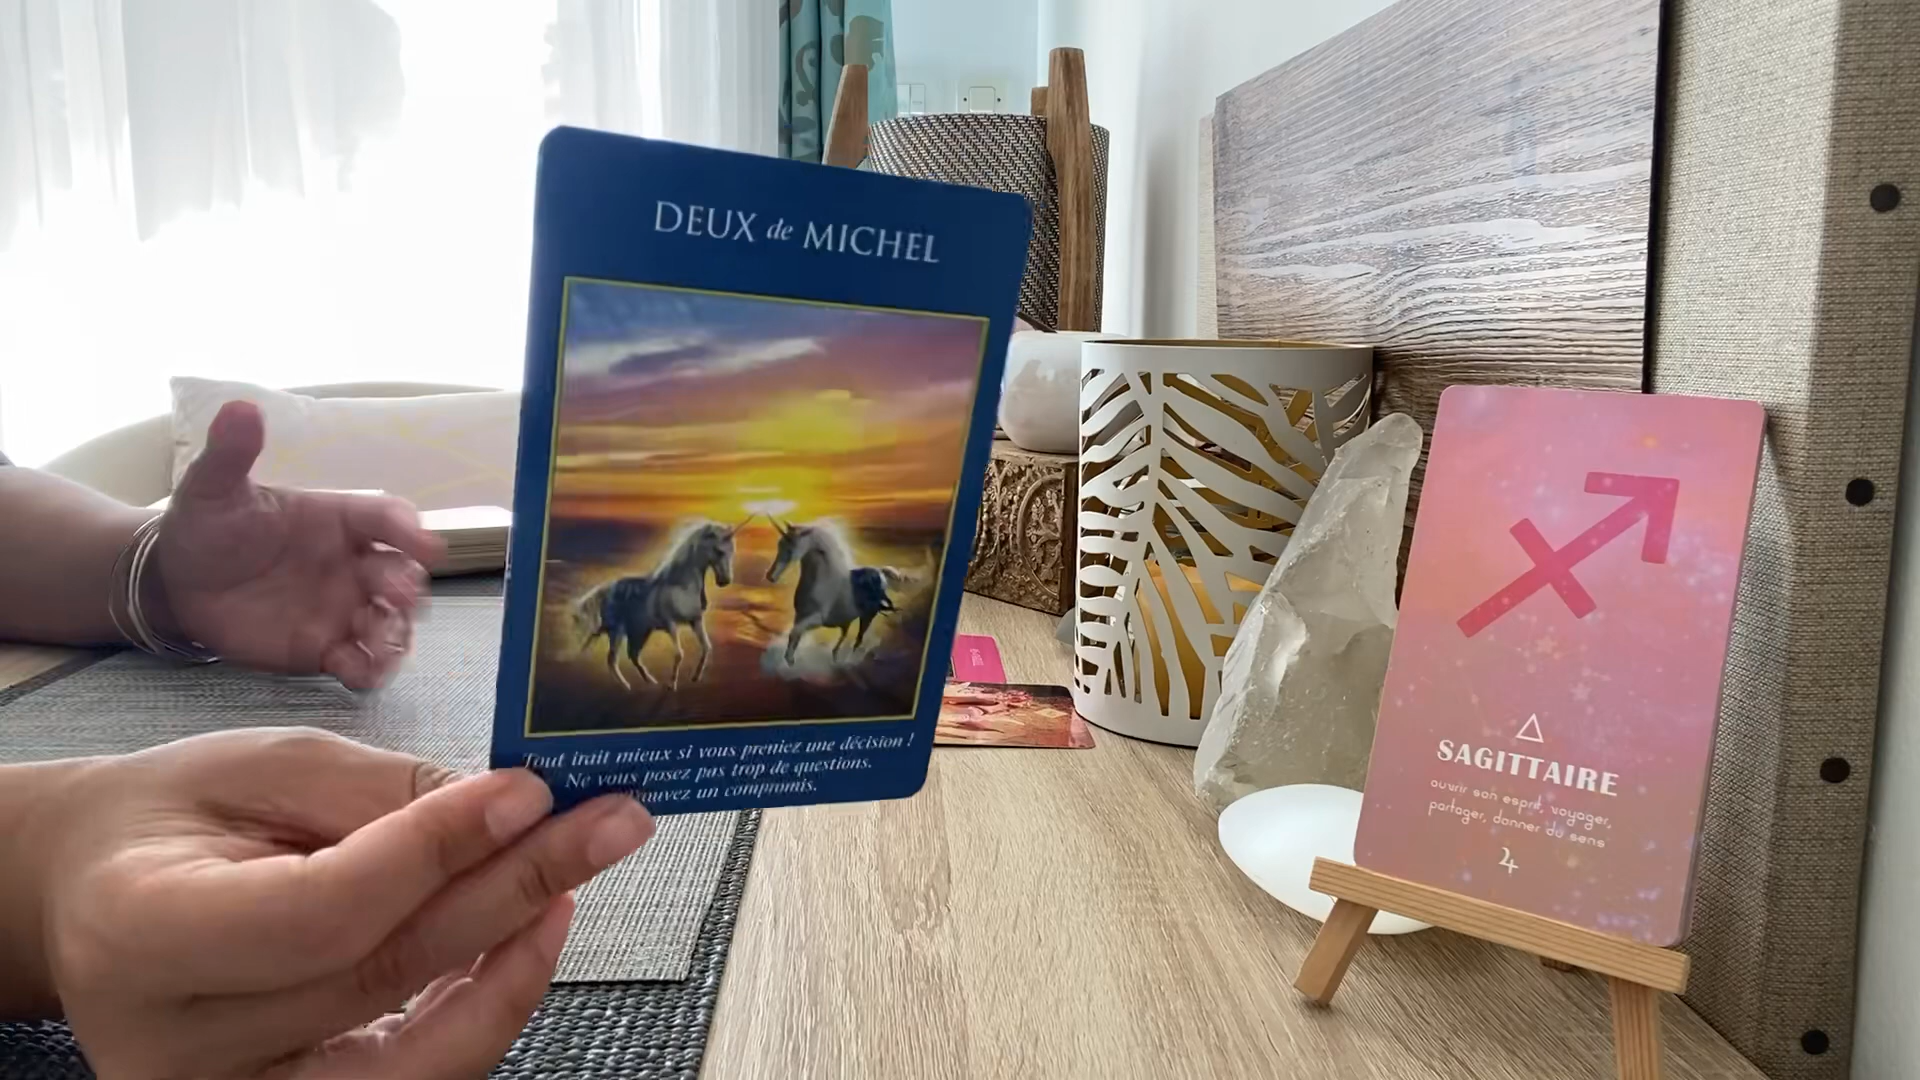 DEUX de MICHEL
Tout irait mieux si vous preniez une décision !
Ne vous posez pas trop de questions.
un compromis.
SAGITTAIRE
ouvrir son esprit, voyager,
partager, donner du sens